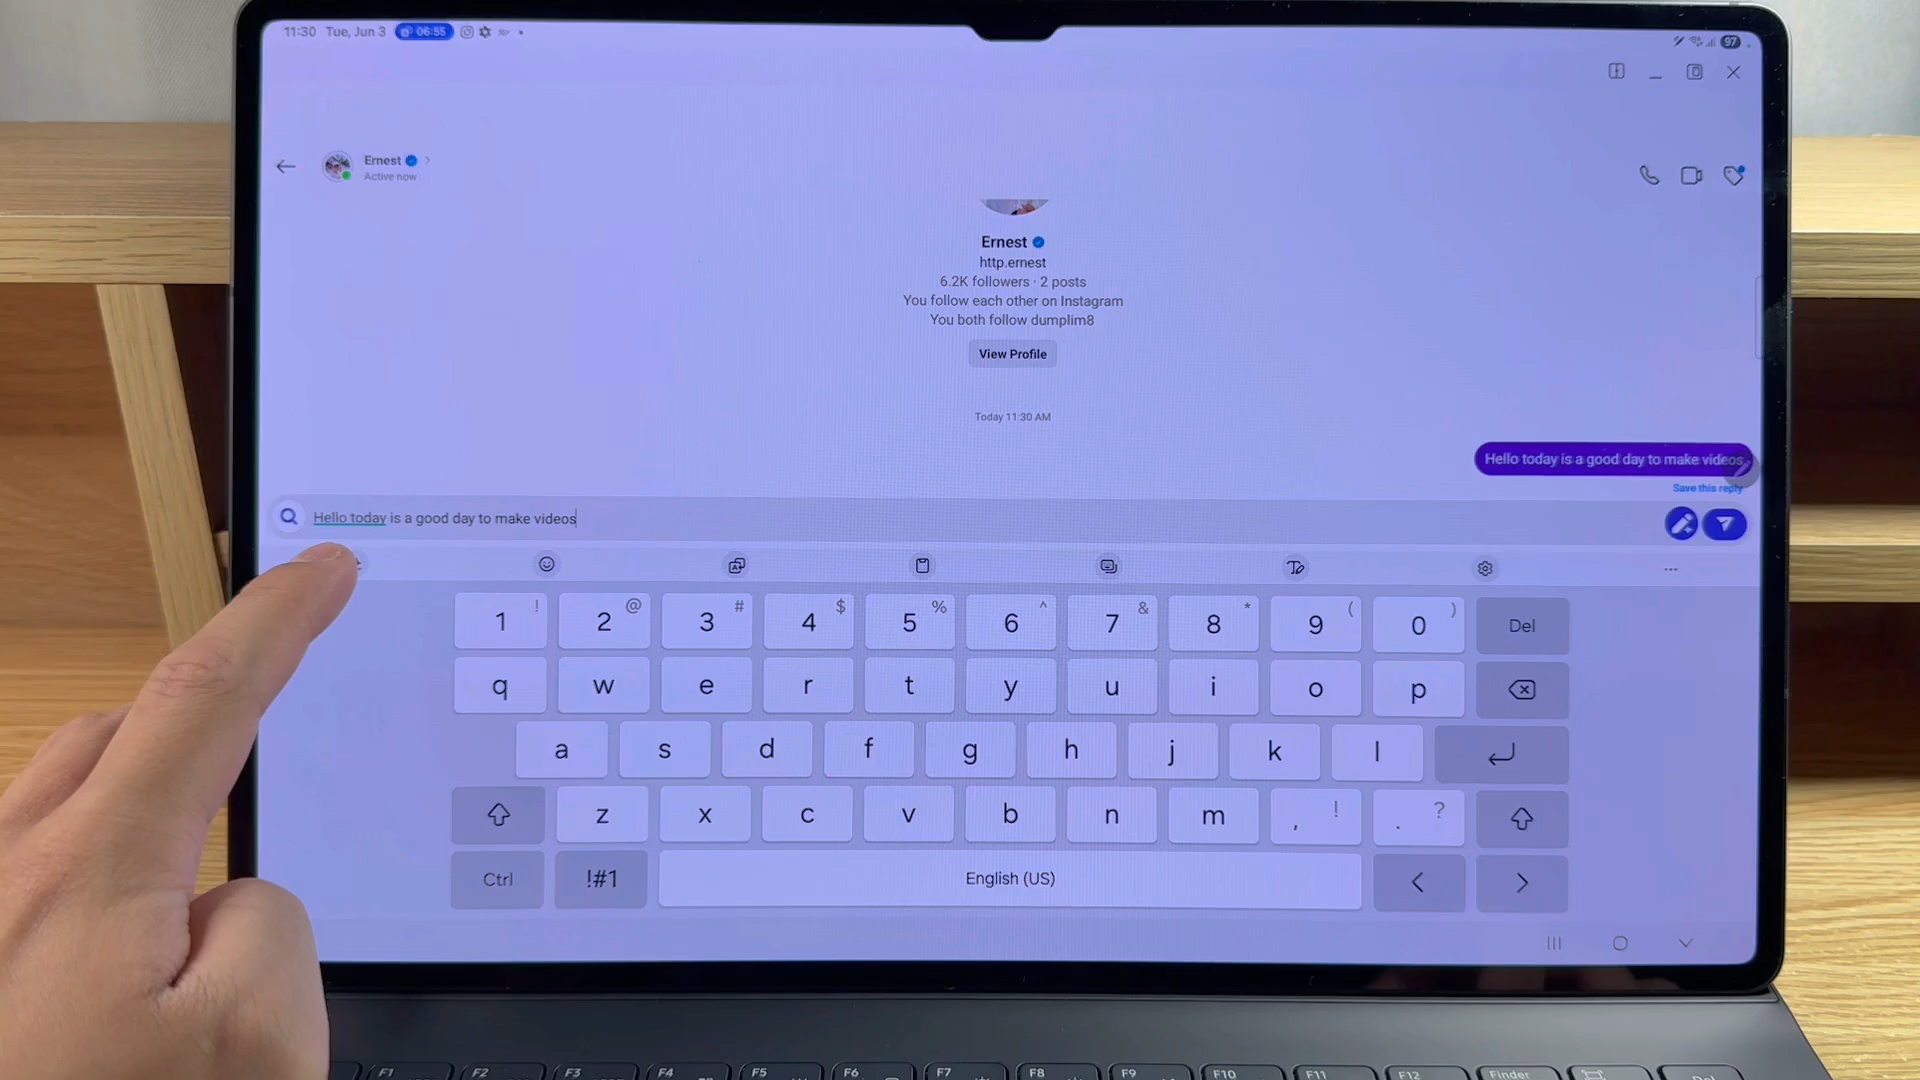 11:30 Tue, Jun 3 06:55
97
Ernest
Active now
Ernest
http.ernest
6.2K followers · 2 posts
You follow each other on Instagram
You both follow dumplim8
View Profile
Today 11:30 AM
Hello today is a good day to make videos
Save this reply
Hello today is a good day to make videos
1 ! 2 @ 3 # 4 $ 5 % 6 ^ 7 & 8 * 9 ( 0 ) Del
q w e r t y u i o p
a s d f g h j k l
z x c v b n m , ! . ?
Ctrl !#1 English (US) < >
F1 F2 F3 F4 F5 F6 F7 F8 F9 F10 F11 F12 Finder Del